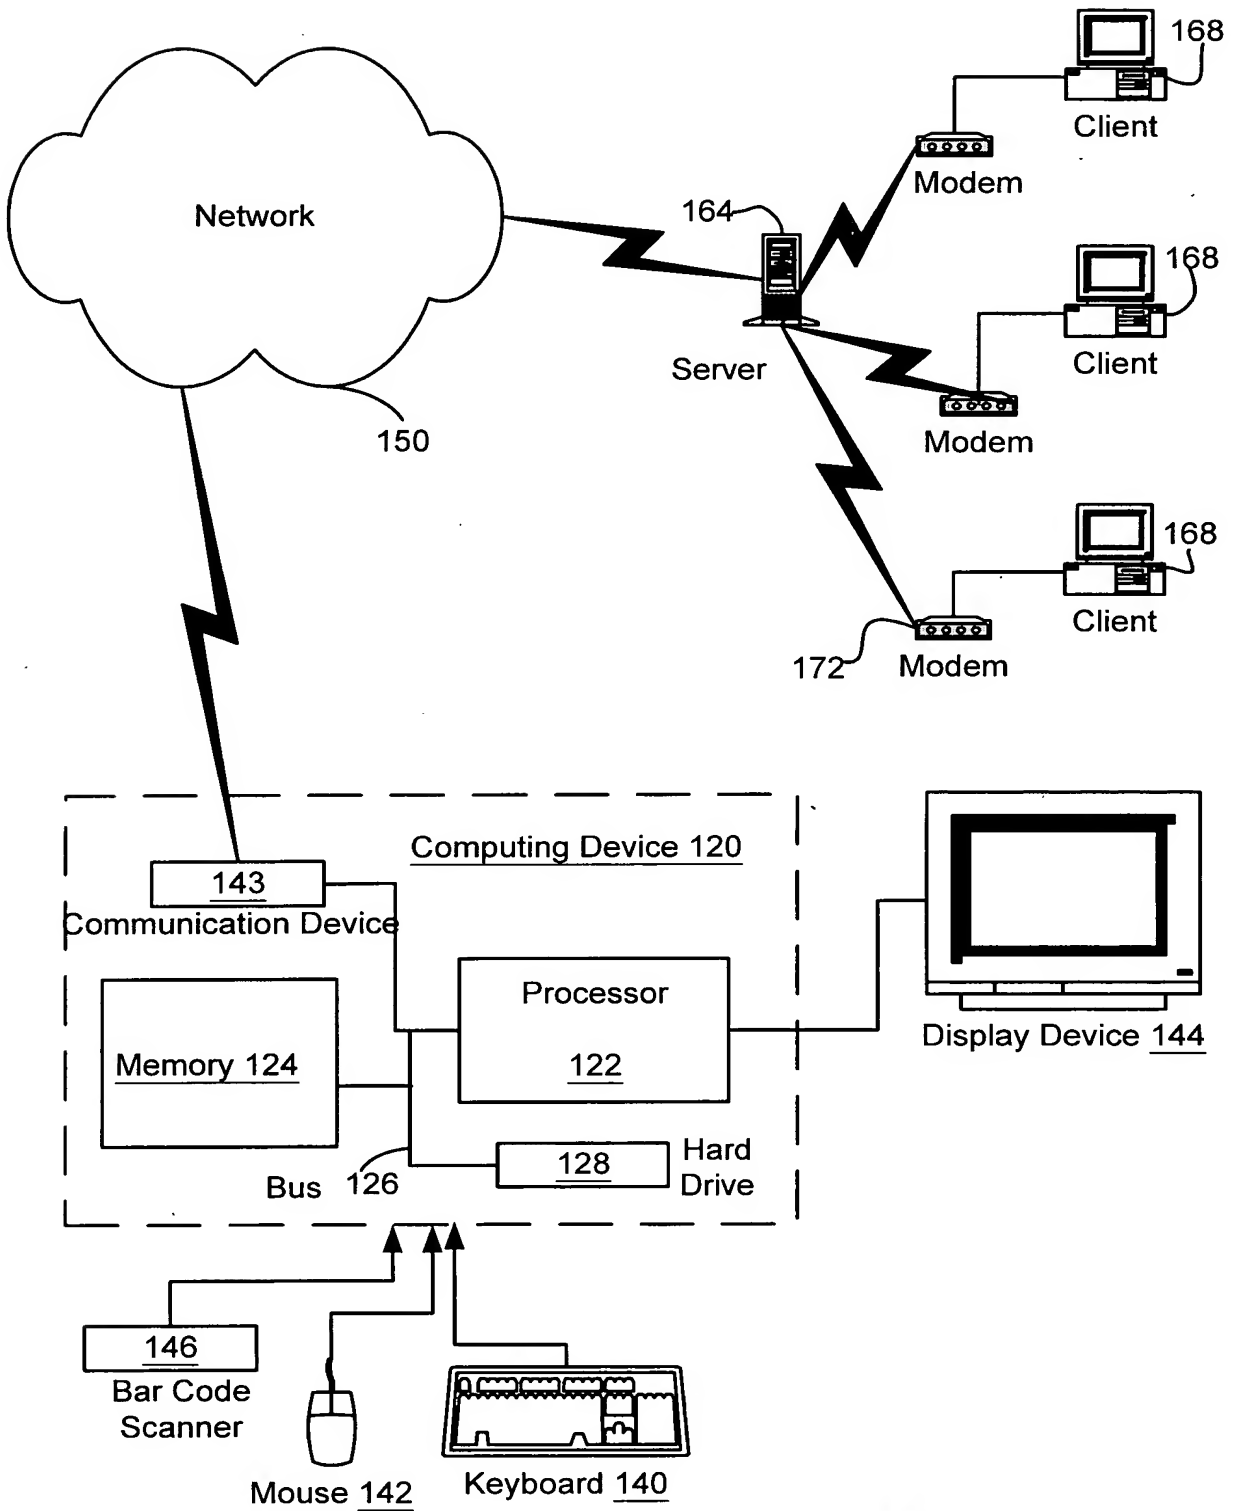 168
Client
Modem
Network
164
168
Client
Server
Modem
150
168
Client
172
Modem
Computing Device 120
143
Communication Device
Processor
122
Memory 124
Display Device 144
128
Hard
Drive
Bus
126
146
Bar Code
Scanner
Mouse 142
Keyboard 140